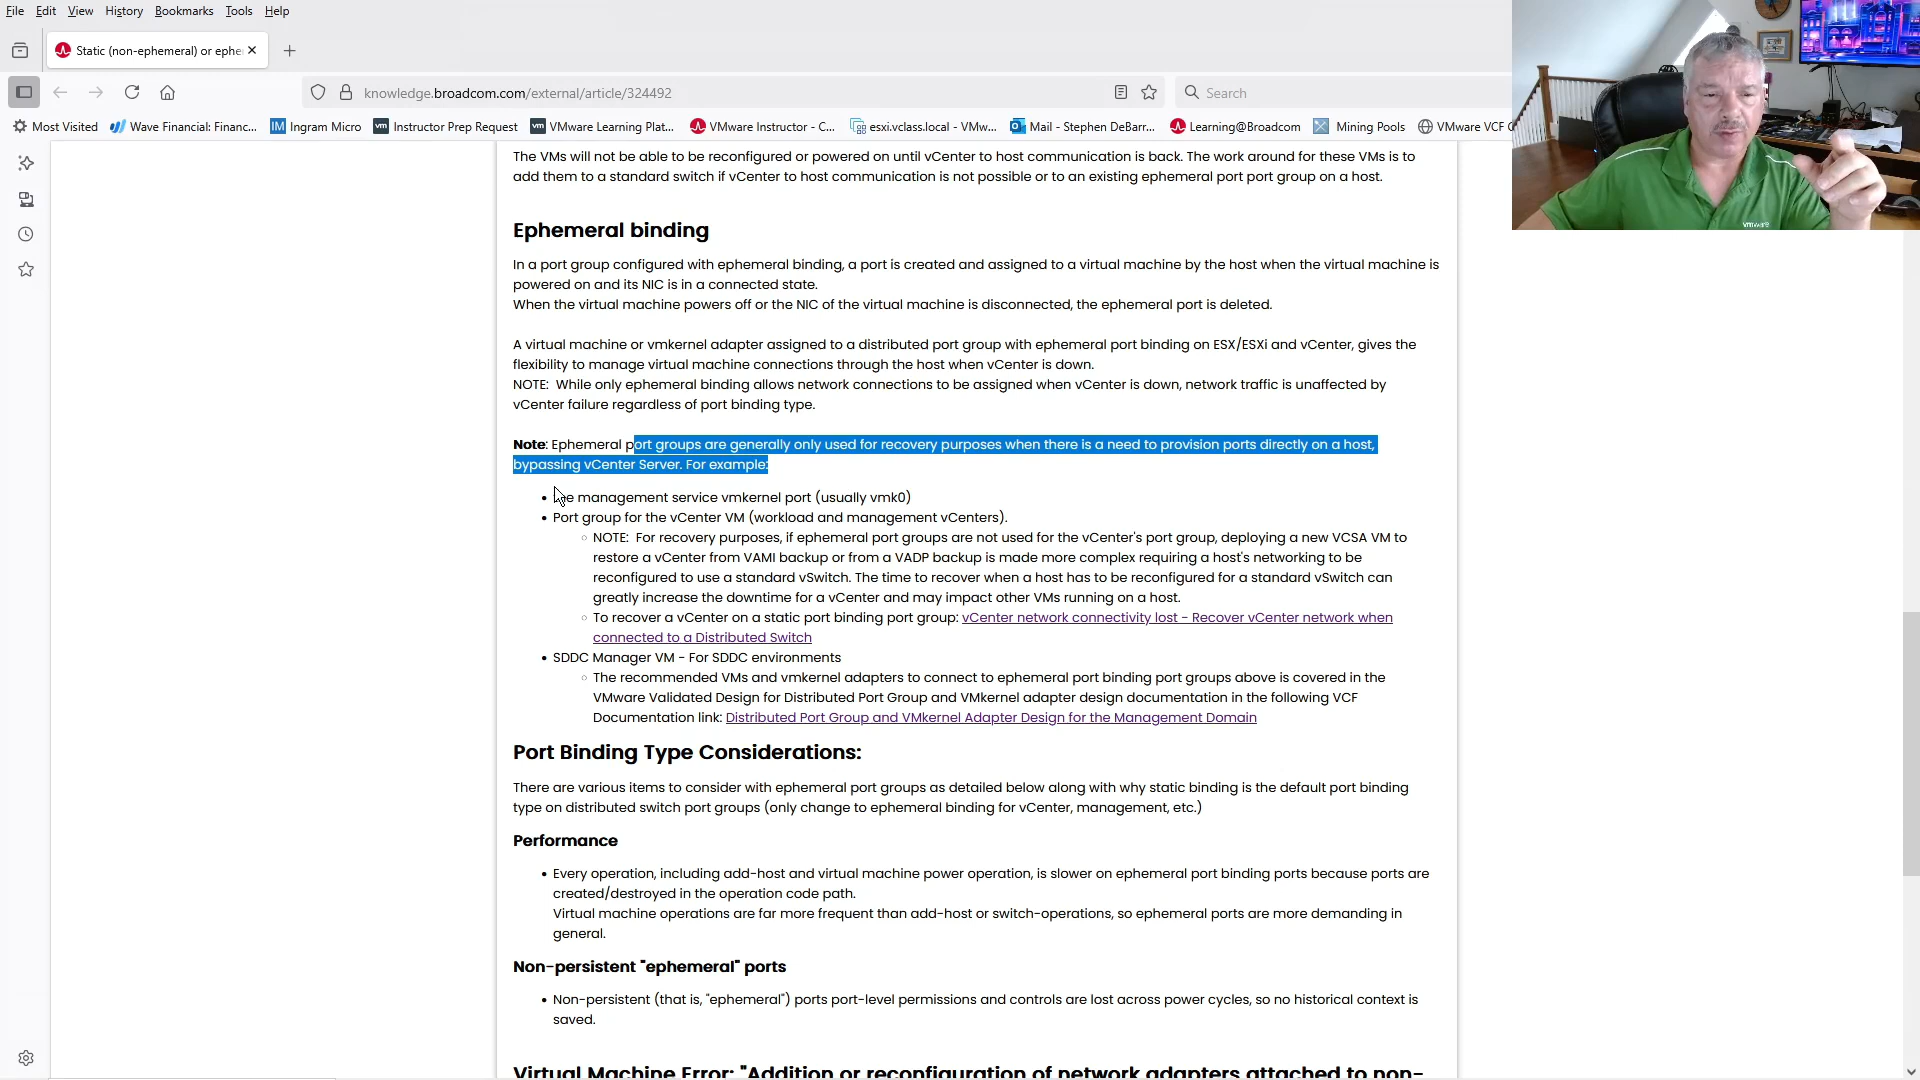 File Edit View History Bookmarks Tools Help
Static (non-ephemeral) or ephe
knowledge.broadcom.com/external/article/324492
Search
Most Visited
Wave Financial: Financ...
IM Ingram Micro
vm Instructor Prep Request
vm VMware Learning Plat...
VMware Instructor - C...
esxi.vclass.local - VMw...
Mail - Stephen DeBarr...
Learning@Broadcom
Mining Pools
VMware VCF
The VMs will not be able to be reconfigured or powered on until vCenter to host communication is back. The work around for these VMs is to
add them to a standard switch if vCenter to host communication is not possible or to an existing ephemeral port port group on a host.
Ephemeral binding
In a port group configured with ephemeral binding, a port is created and assigned to a virtual machine by the host when the virtual machine is
powered on and its NIC is in a connected state.
When the virtual machine powers off or the NIC of the virtual machine is disconnected, the ephemeral port is deleted.
A virtual machine or vmkernel adapter assigned to a distributed port group with ephemeral port binding on ESX/ESXi and vCenter, gives the
flexibility to manage virtual machine connections through the host when vCenter is down.
NOTE: While only ephemeral binding allows network connections to be assigned when vCenter is down, network traffic is unaffected by
vCenter failure regardless of port binding type.
Note: Ephemeral port groups are generally only used for recovery purposes when there is a need to provision ports directly on a host,
bypassing vCenter Server. For example:
management service vmkernel port (usually vmk0)
Port group for the vCenter VM (workload and management vCenters).
NOTE: For recovery purposes, if ephemeral port groups are not used for the vCenter's port group, deploying a new VCSA VM to
restore a vCenter from VAMI backup or from a VADP backup is made more complex requiring a host's networking to be
reconfigured to use a standard vSwitch. The time to recover when a host has to be reconfigured for a standard vSwitch can
greatly increase the downtime for a vCenter and may impact other VMs running on a host.
To recover a vCenter on a static port binding port group: vCenter network connectivity lost - Recover vCenter network when
connected to a Distributed Switch
SDDC Manager VM - For SDDC environments
The recommended VMs and vmkernel adapters to connect to ephemeral port binding port groups above is covered in the
VMware Validated Design for Distributed Port Group and VMkernel adapter design documentation in the following VCF
Documentation link: Distributed Port Group and VMkernel Adapter Design for the Management Domain
Port Binding Type Considerations:
There are various items to consider with ephemeral port groups as detailed below along with why static binding is the default port binding
type on distributed switch port groups (only change to ephemeral binding for vCenter, management, etc.)
Performance
Every operation, including add-host and virtual machine power operation, is slower on ephemeral port binding ports because ports are
created/destroyed in the operation code path.
Virtual machine operations are far more frequent than add-host or switch-operations, so ephemeral ports are more demanding in
general.
Non-persistent "ephemeral" ports
Non-persistent (that is, "ephemeral") ports port-level permissions and controls are lost across power cycles, so no historical context is
saved.
Virtual Machine Error: "Addition or reconfiguration of network adapters attached to non-
vmware